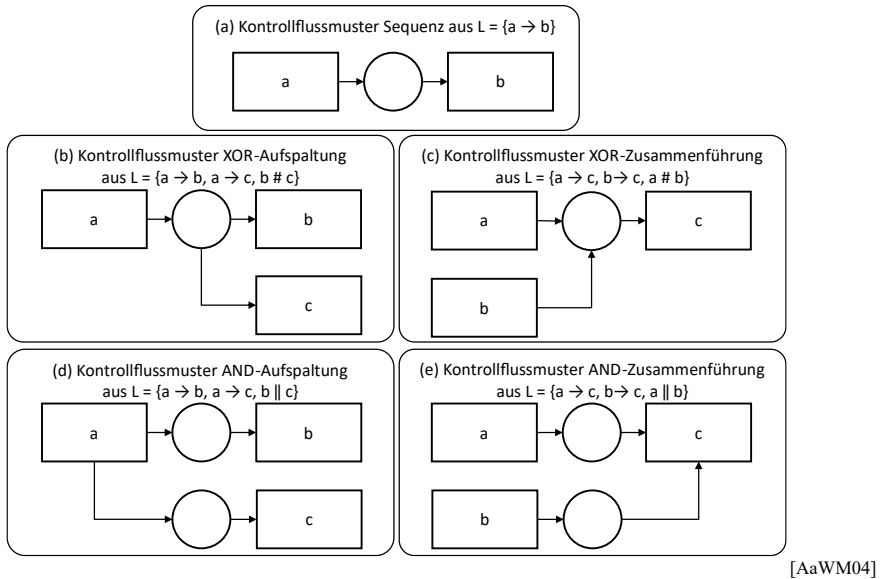 (a) Kontrollflussmuster Sequenz aus L = {a → b}
a
b
(b) Kontrollflussmuster XOR-Aufspaltung
aus L = {a → b, a → c, b # c}
a
b
c
(c) Kontrollflussmuster XOR-Zusammenführung
aus L = {a → c, b→ c, a # b}
a
c
b
(d) Kontrollflussmuster AND-Aufspaltung
aus L = {a → b, a → c, b ǁ c}
a
b
c
(e) Kontrollflussmuster AND-Zusammenführung
aus L = {a → c, b→ c, a ǁ b}
a
c
b
[AaWM04]